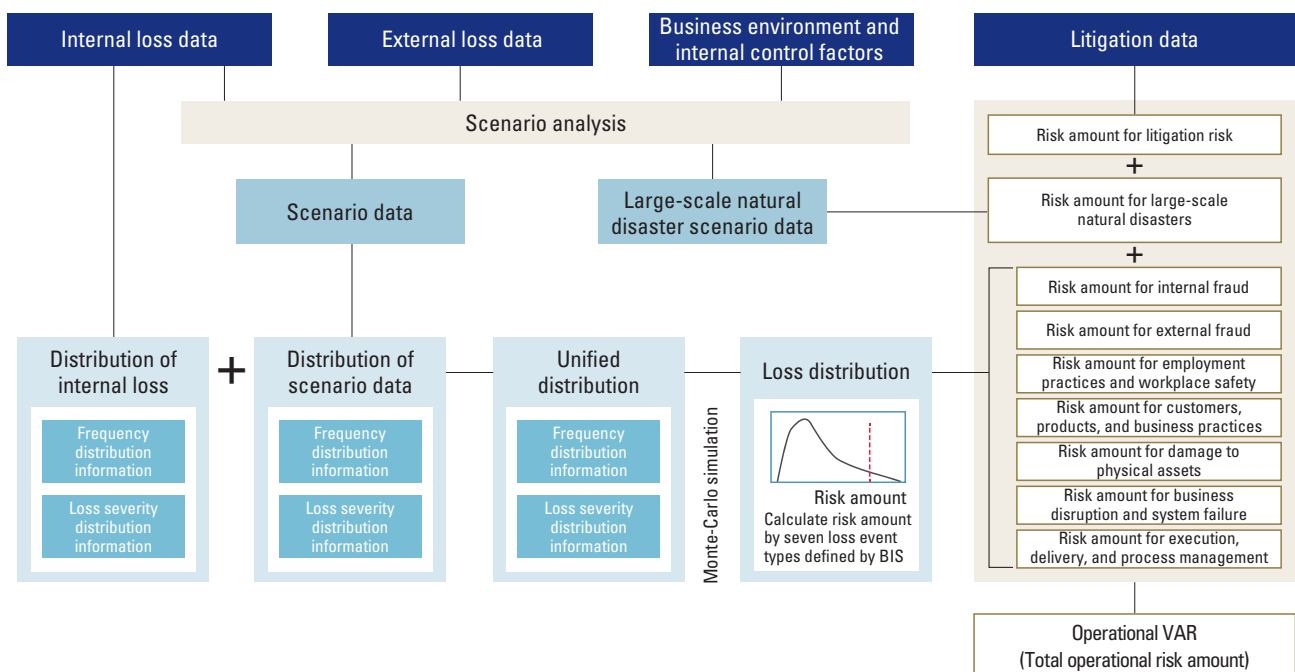 Internal loss data
External loss data
Business environment and
internal control factors
Litigation data
Scenario analysis
Risk amount for litigation risk
+
Scenario data
Large-scale natural
disaster scenario data
Risk amount for large-scale
natural disasters
+
Risk amount for internal fraud
Risk amount for external fraud
Risk amount for employment
practices and workplace safety
Risk amount for customers,
products, and business practices
Risk amount for damage to
physical assets
Risk amount for business
disruption and system failure
Risk amount for execution,
delivery, and process management
Distribution of
internal loss
Frequency
distribution
information
Loss severity
distribution
information
+
Distribution of
scenario data
Frequency
distribution
information
Loss severity
distribution
information
Unified
distribution
Frequency
distribution
information
Loss severity
distribution
information
Monte-Carlo simulation
Loss distribution
Risk amount
Calculate risk amount
by seven loss event
types defined by BIS
Operational VAR
(Total operational risk amount)